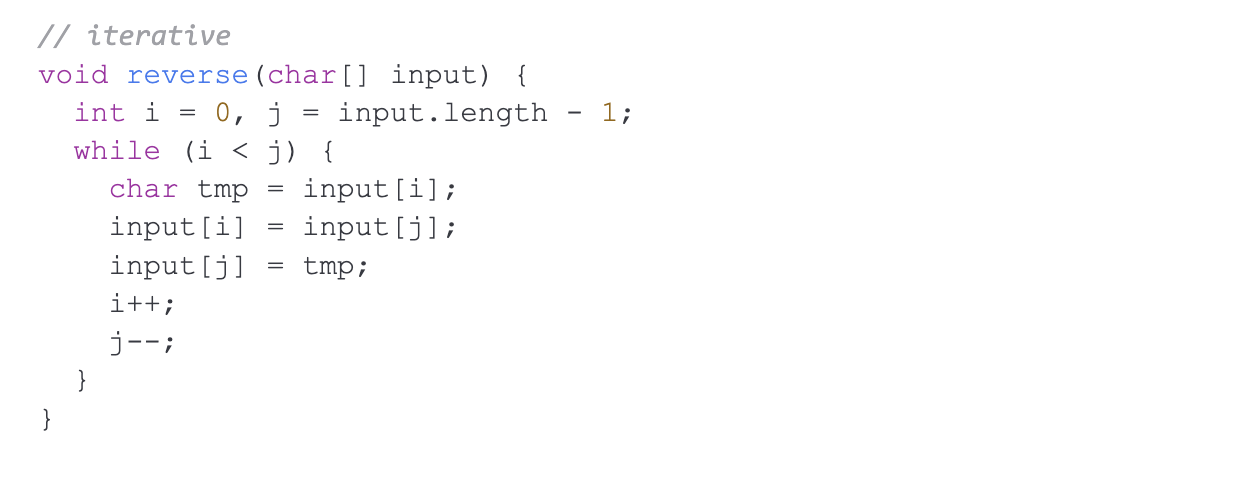 // iterative
void reverse(char[] input) {
  int i = 0, j = input.length - 1;
  while (i < j) {
    char tmp = input[i];
    input[i] = input[j];
    input[j] = tmp;
    i++;
    j--;
  }
}